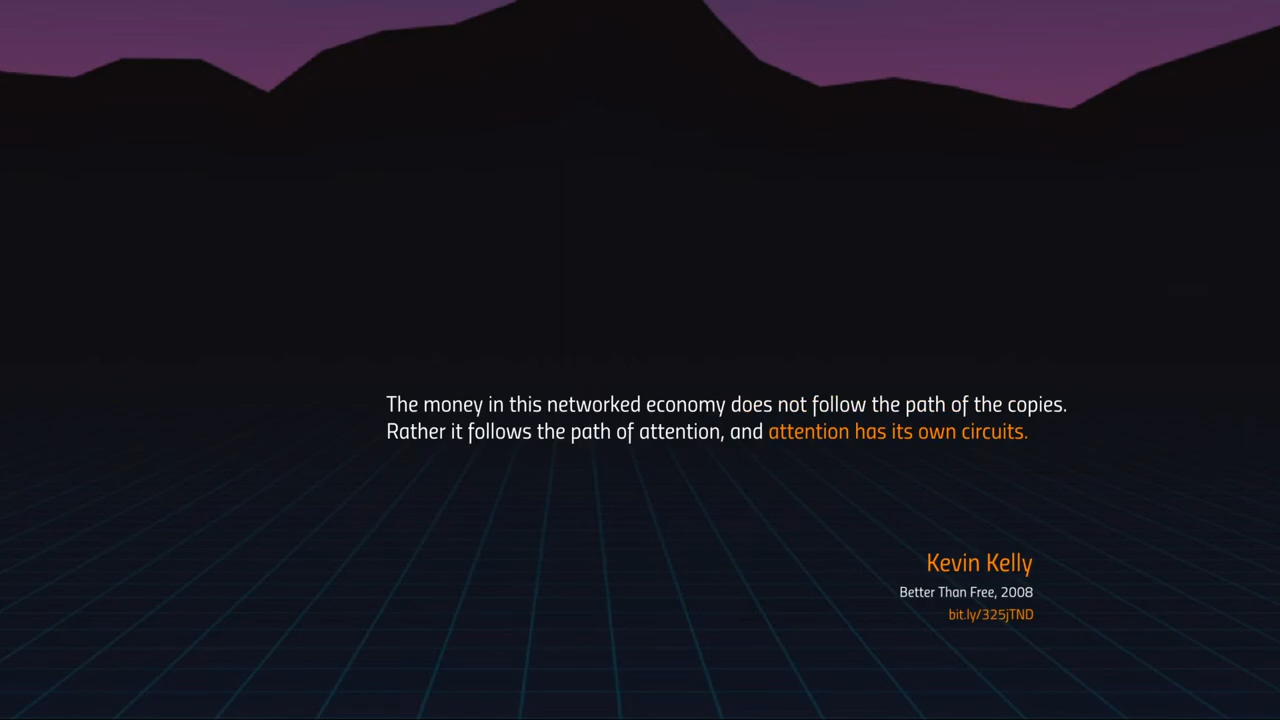 The money in this networked economy does not follow the path of the copies.
Rather it follows the path of attention, and attention has its own circuits.
Kevin Kelly
Better Than Free, 2008
bit.ly/325jTND